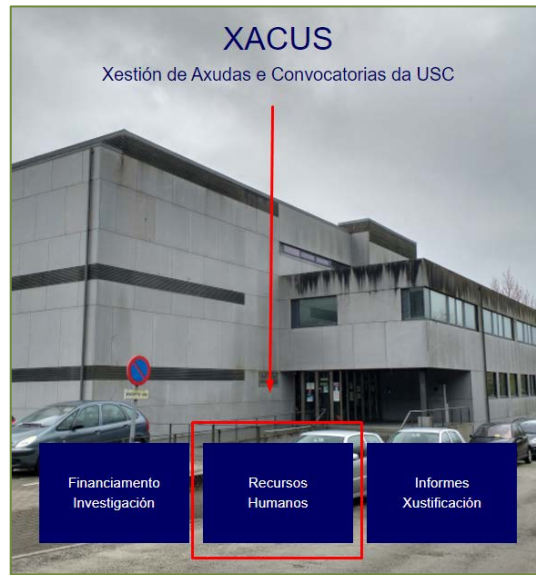 XACUS
Xestión de Axudas e Convocatorias da USC
Financiamento
Investigación
Recursos
Humanos
Informes
Xustificación